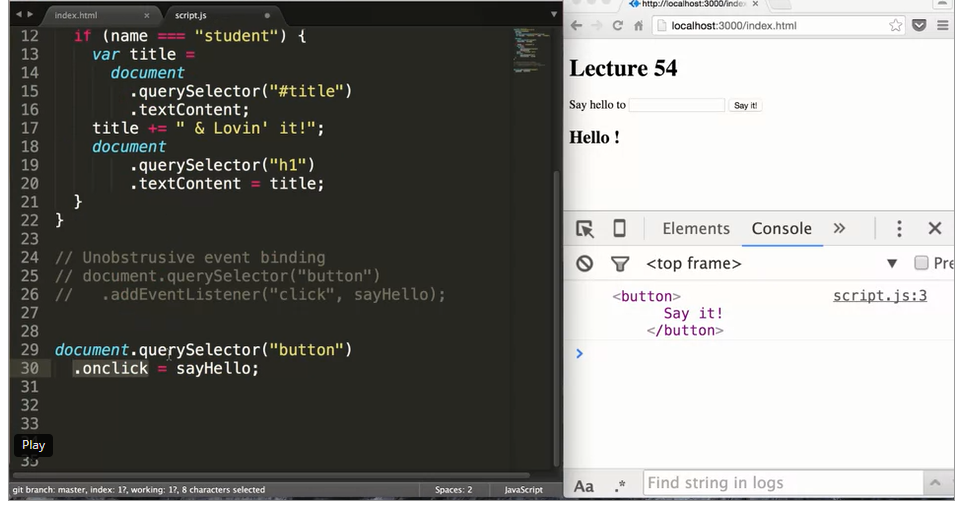 index.html
script.js
12 if (name === "student") {
13 var title =
14 document
15 .querySelector("#title")
16 .textContent;
17 title += " & Lovin' it!";
18 document
19 .querySelector("h1")
20 .textContent = title;
21 }
22 }
23
24 // Unobstrusive event binding
25 // document.querySelector("button")
26 // .addEventListener("click", sayHello);
27
28
29 document.querySelector("button")
30 .onclick = sayHello;
31
32
33
Play
35
git branch: master, index: 1?, working: 1?, 8 characters selected
Spaces: 2
JavaScript
http://localhost:3000/index
localhost:3000/index.html
Lecture 54
Say hello to
Say it!
Hello !
Elements Console »
<top frame> ▼ Pre
<button> script.js:3
Say it!
</button>
>
Aa .* Find string in logs